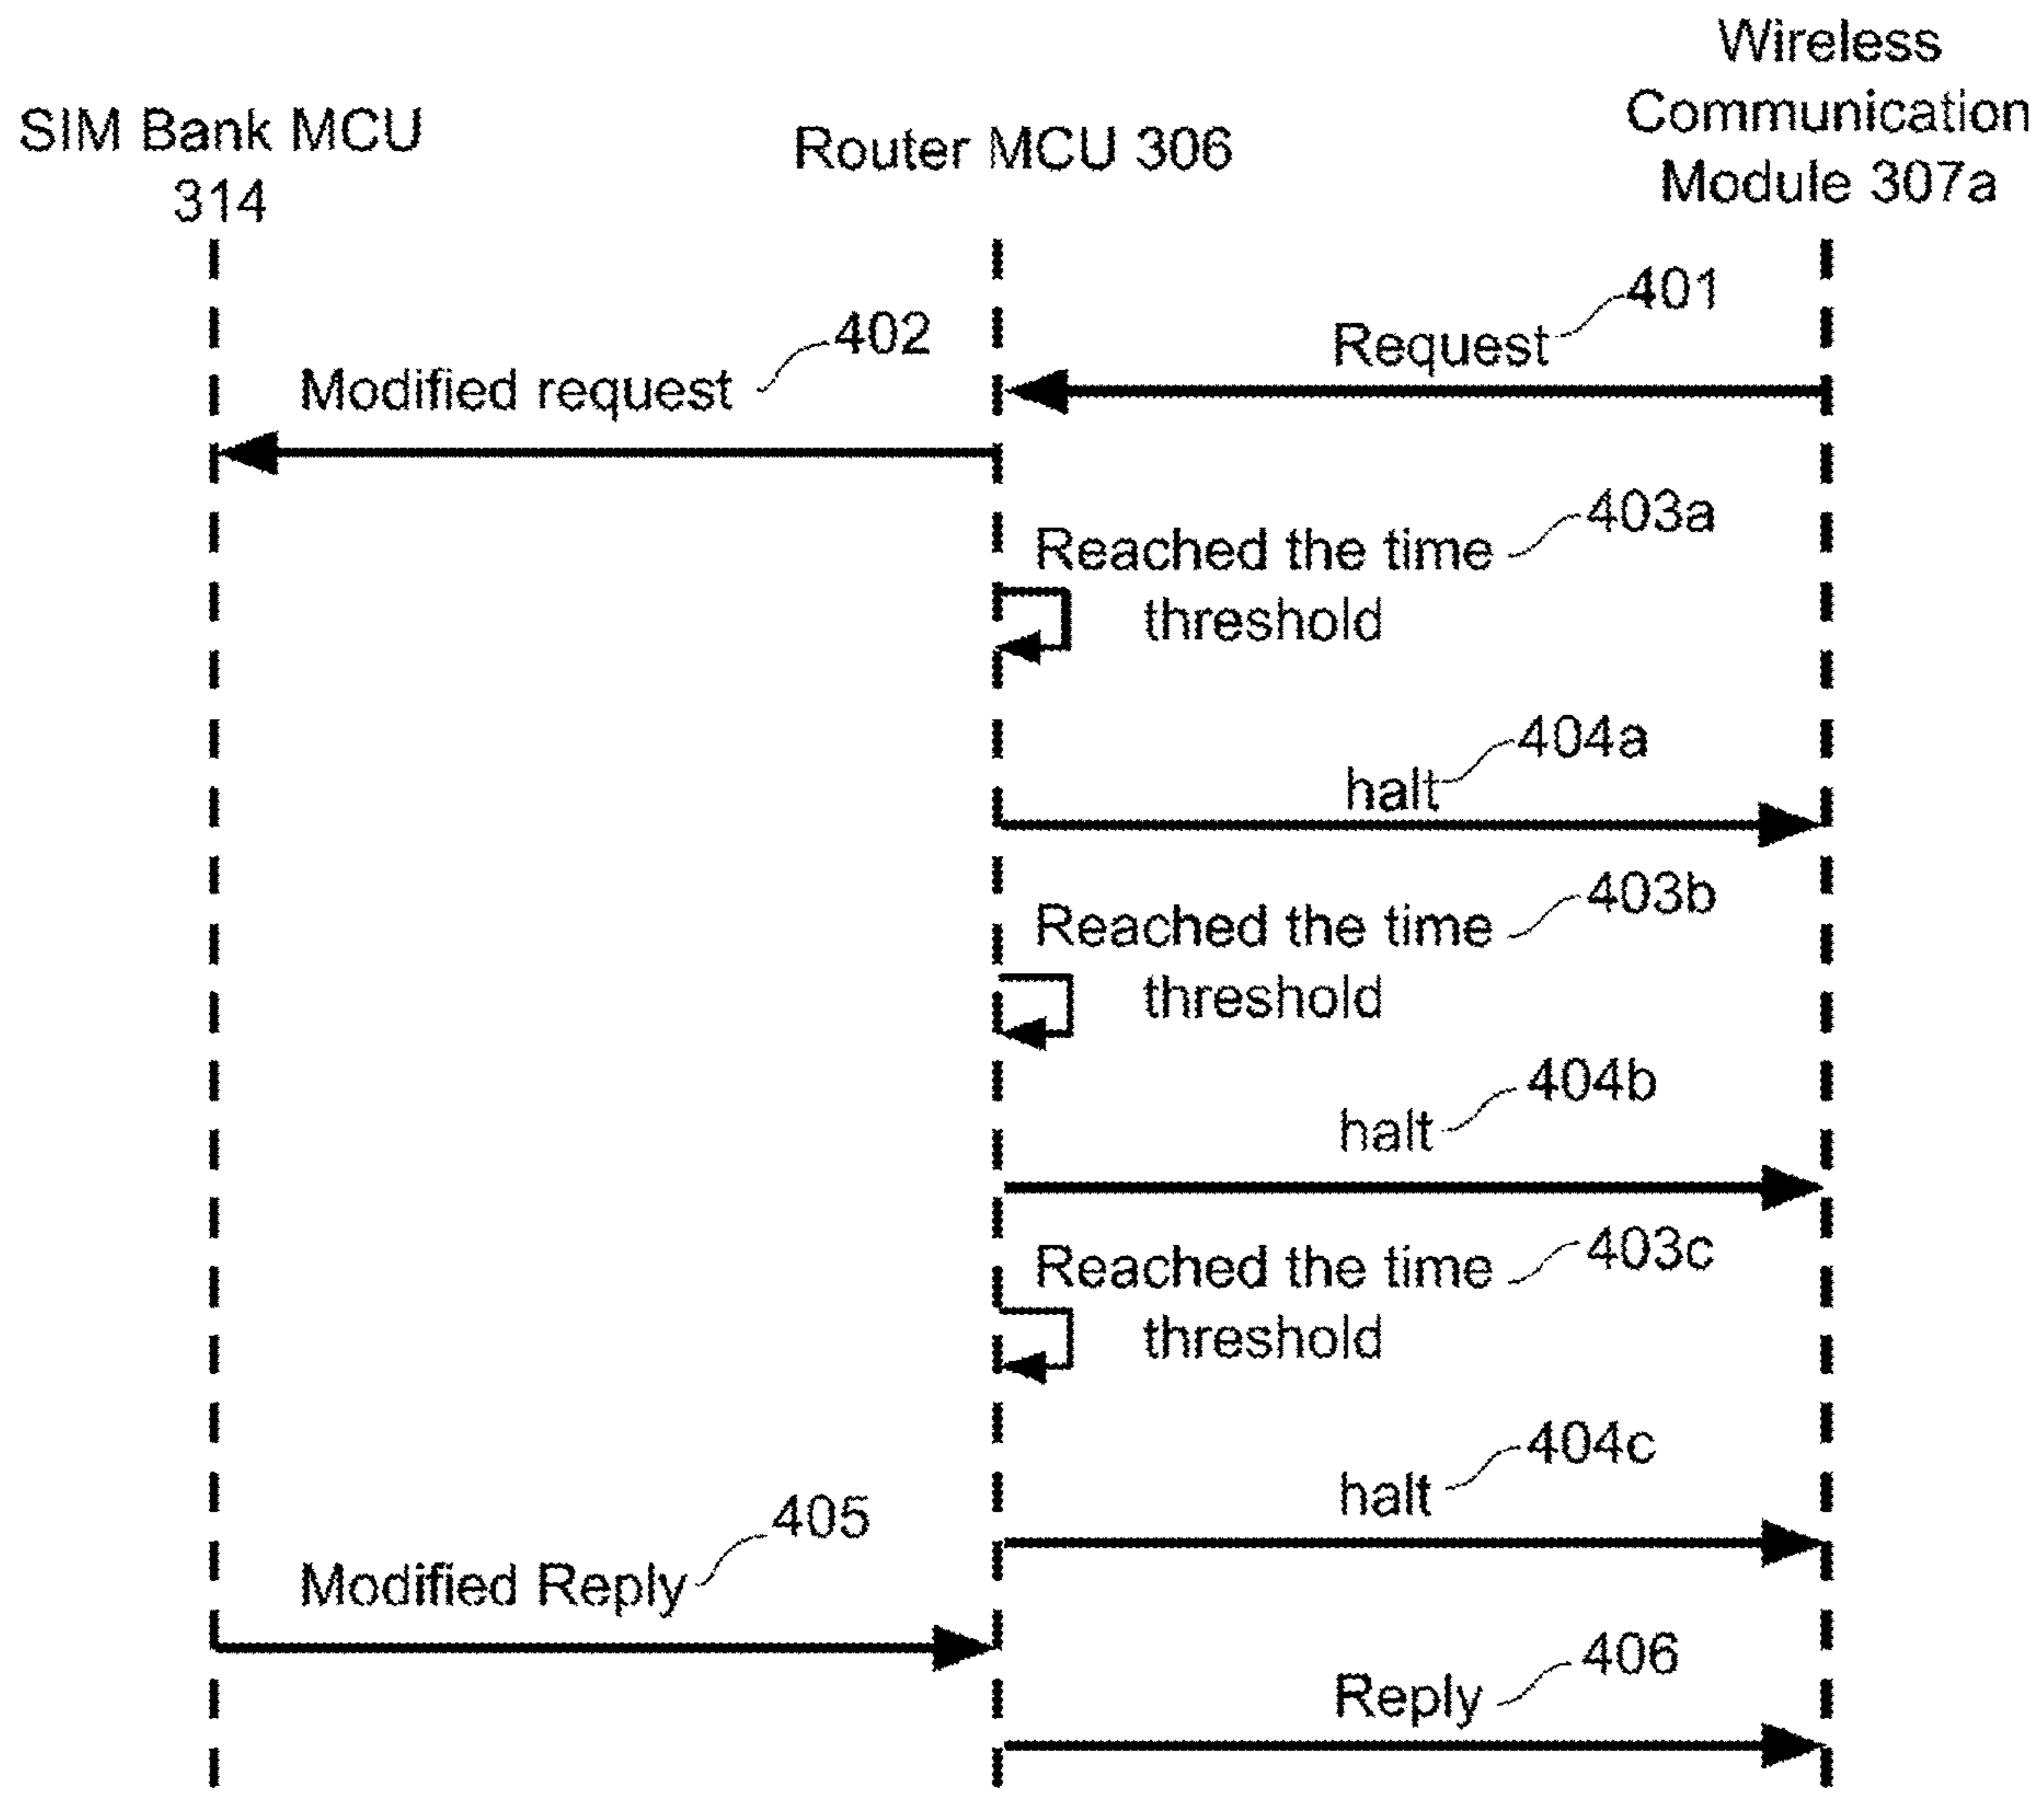 Wireless
Communication
Module 307a
SIM Bank MCU
314
Router MCU 306
401
Request
402
Modified request
403a
Reached the time
threshold
404a
halt
403b
Reached the time
threshold
404b
halt
403c
Reached the time
threshold
404c
halt
405
Modified Reply
406
Reply